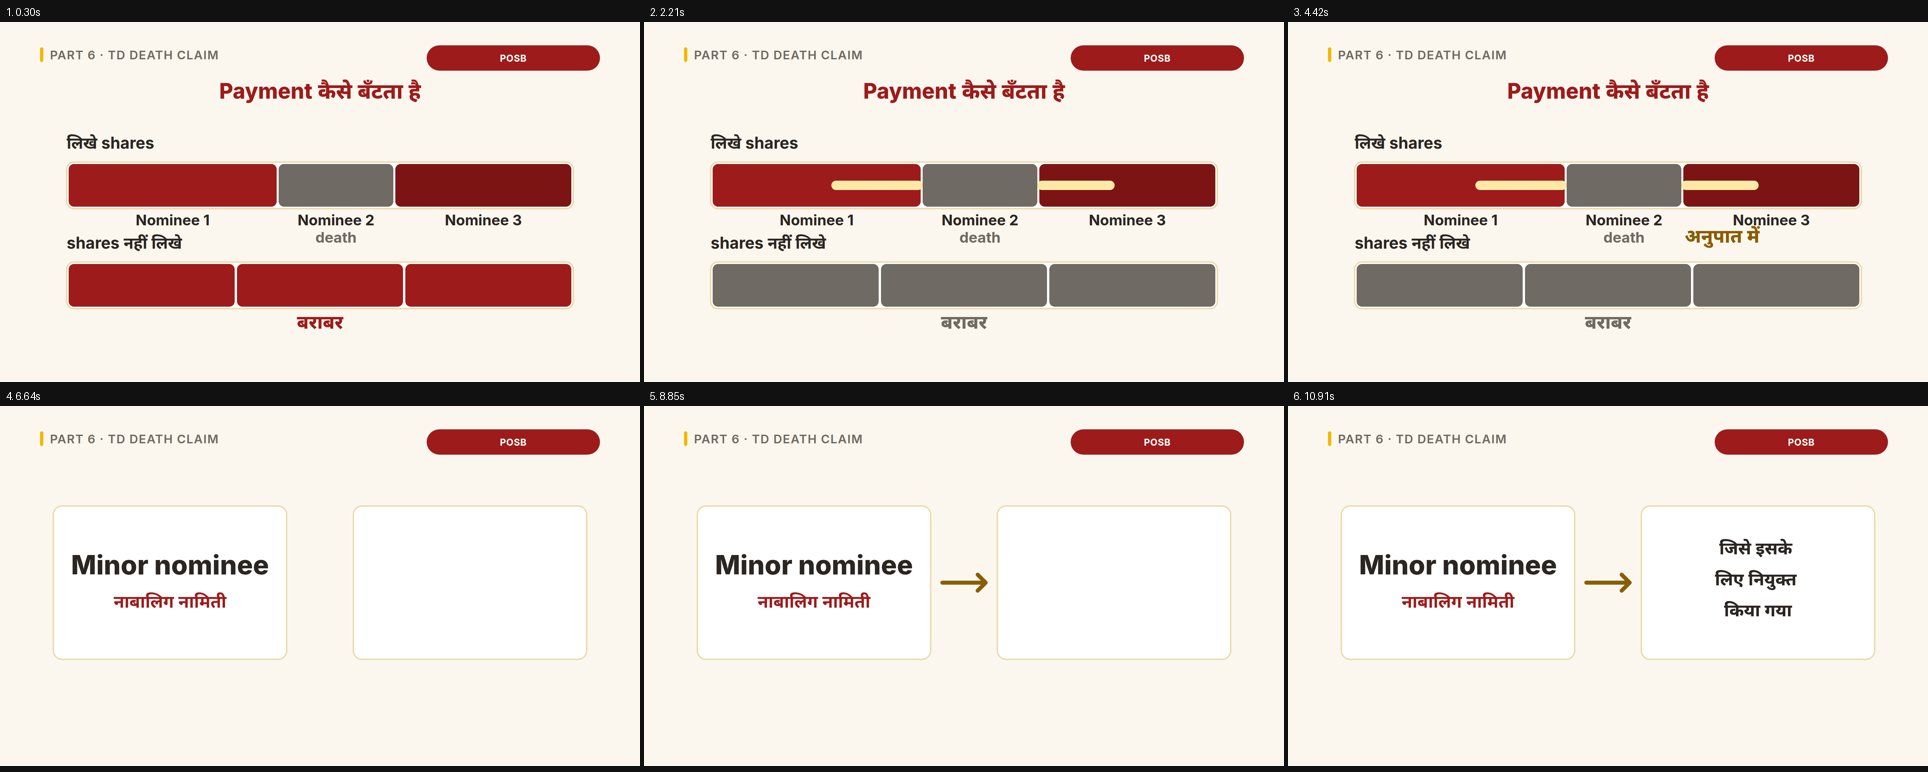 1. 0.30s
PART 6 · TD DEATH CLAIM
POSB
Payment कैसे बँटता है
लिखे shares
Nominee 1
Nominee 2
Nominee 3
death
shares नहीं लिखे
बराबर
2. 2.21s
PART 6 · TD DEATH CLAIM
POSB
Payment कैसे बँटता है
लिखे shares
Nominee 1
Nominee 2
Nominee 3
death
shares नहीं लिखे
बराबर
3. 4.42s
PART 6 · TD DEATH CLAIM
POSB
Payment कैसे बँटता है
लिखे shares
Nominee 1
Nominee 2
Nominee 3
death
अनुपात में
shares नहीं लिखे
बराबर
4. 6.64s
PART 6 · TD DEATH CLAIM
POSB
Minor nominee
नाबालिग नामिती
5. 8.85s
PART 6 · TD DEATH CLAIM
POSB
Minor nominee
नाबालिग नामिती
6. 10.91s
PART 6 · TD DEATH CLAIM
POSB
Minor nominee
नाबालिग नामिती
जिसे इसके
लिए नियुक्त
किया गया